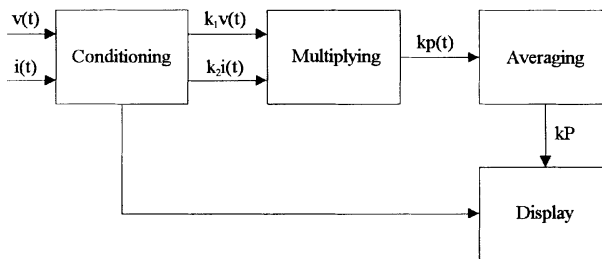 v(t)
k₁v(t)
Conditioning
Multiplying
kp(t)
Averaging
i(t)
k₂i(t)
kP
Display